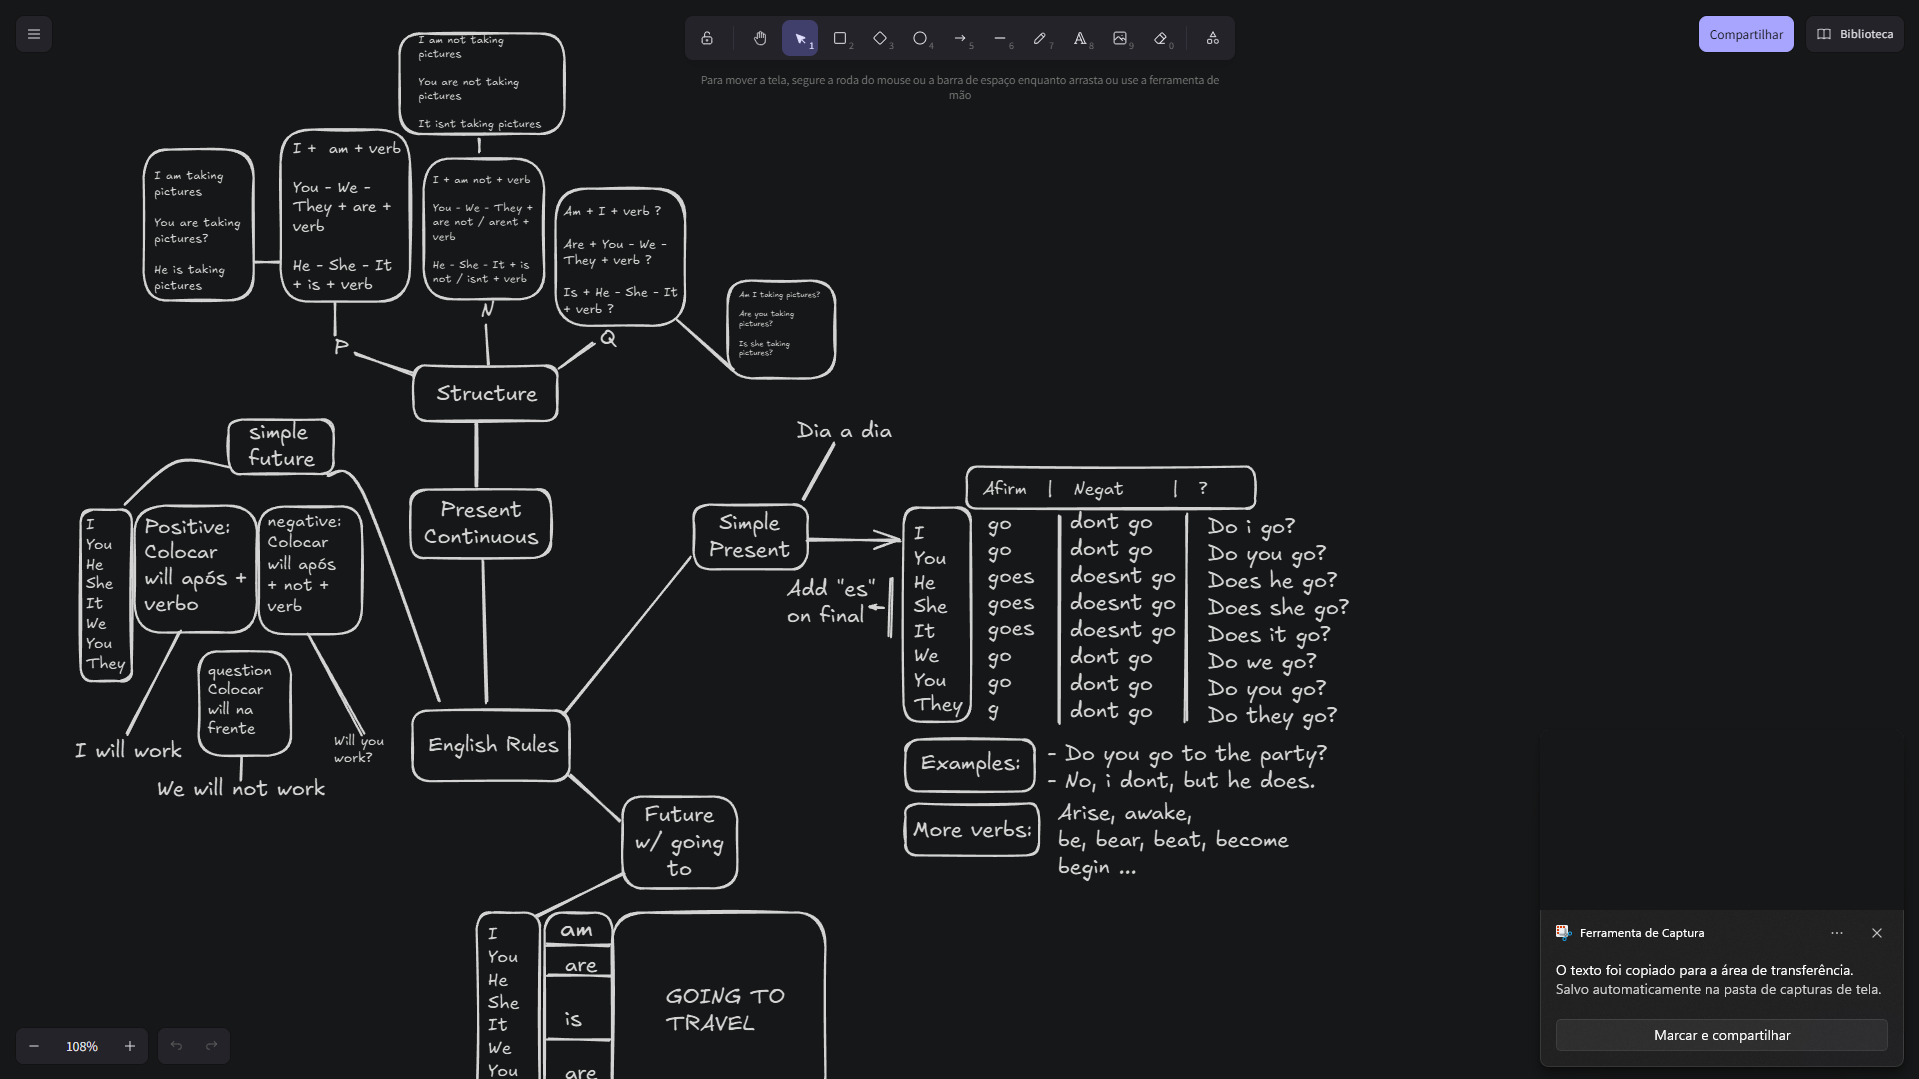 Compartilhar
Biblioteca
1
2
3
4
5
6
7
8
9
0
Para mover a tela, segure a roda do mouse ou a barra de espaço enquanto arrasta ou use a ferramenta de
mão
I am not taking
pictures
You are not taking
pictures
It isnt taking pictures
I am taking
pictures
You are taking
pictures?
He is taking
pictures
I + am + verb
You - We -
They + are +
verb
He - She - It
+ is + verb
I + am not + verb
You - We - They +
are not / arent +
verb
He - She - It + is
not / isnt + verb
Am + I + verb ?
Are + You - We -
They + verb ?
Is + He - She - It
+ verb ?
Am I taking pictures?
Are you taking
pictures?
Is she taking
pictures?
P
N
Q
Structure
Present
Continuous
simple
future
I
You
He
She
It
We
You
They
Positive:
Colocar
will após +
verbo
negative:
Colocar
will após
+ not +
verb
question
Colocar
will na
frente
I will work
We will not work
Will you
work?
English Rules
Dia a dia
Simple
Present
Add "es"
on final
Afirm | Negat | ?
I go dont go Do i go?
You go dont go Do you go?
He goes doesnt go Does he go?
She goes doesnt go Does she go?
It goes doesnt go Does it go?
We go dont go Do we go?
You go dont go Do you go?
They g dont go Do they go?
Examples:
- Do you go to the party?
- No, i dont, but he does.
More verbs:
Arise, awake,
be, bear, beat, become
begin ...
Future
w/ going
to
I
You
He
She
It
We
You
am
are
is
are
GOING TO
TRAVEL
108%
Ferramenta de Captura
O texto foi copiado para a área de transferência.
Salvo automaticamente na pasta de capturas de tela.
Marcar e compartilhar